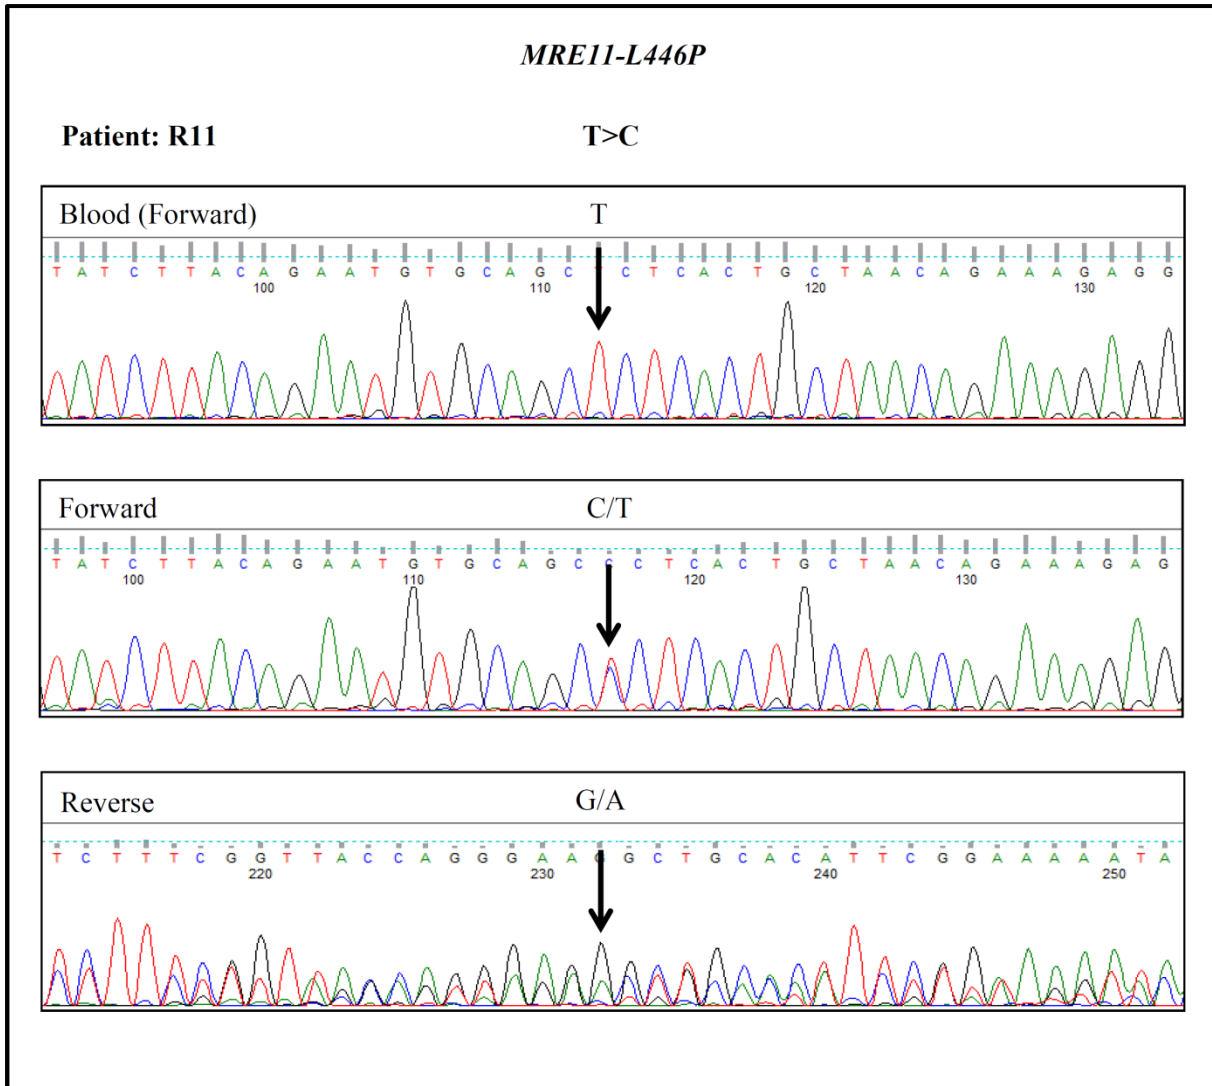 MRE11-L446P
Patient: R11 T>C
Blood (Forward) T
T A T C T T A C A G A A T G T G C A G C T C T C A C T G C T A A C A G A A A G A G G
100 110 120 130
Forward C/T
T A T C T T A C A G A A T G T G C A G C C C T C A C T G C T A A C A G A A A G A G
100 110 120 130
Reverse G/A
T C T T T C G G T T A C C A G G G A A G G C T G C A C A T T C G G A A A A A T A
220 230 240 250